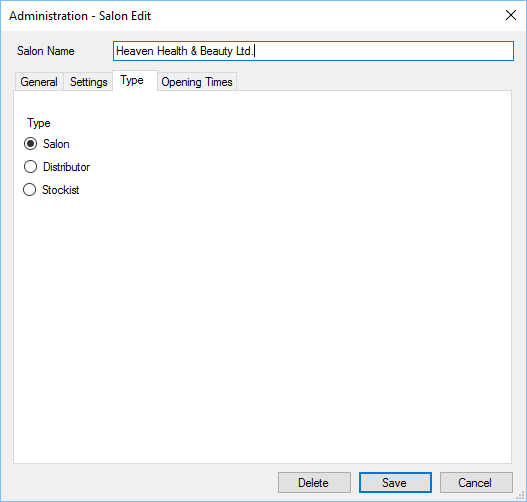 Administration - Salon Edit
Salon Name Heaven Health & Beauty Ltd.
General Settings Type Opening Times
Type
Salon
Distributor
Stockist
Delete Save Cancel